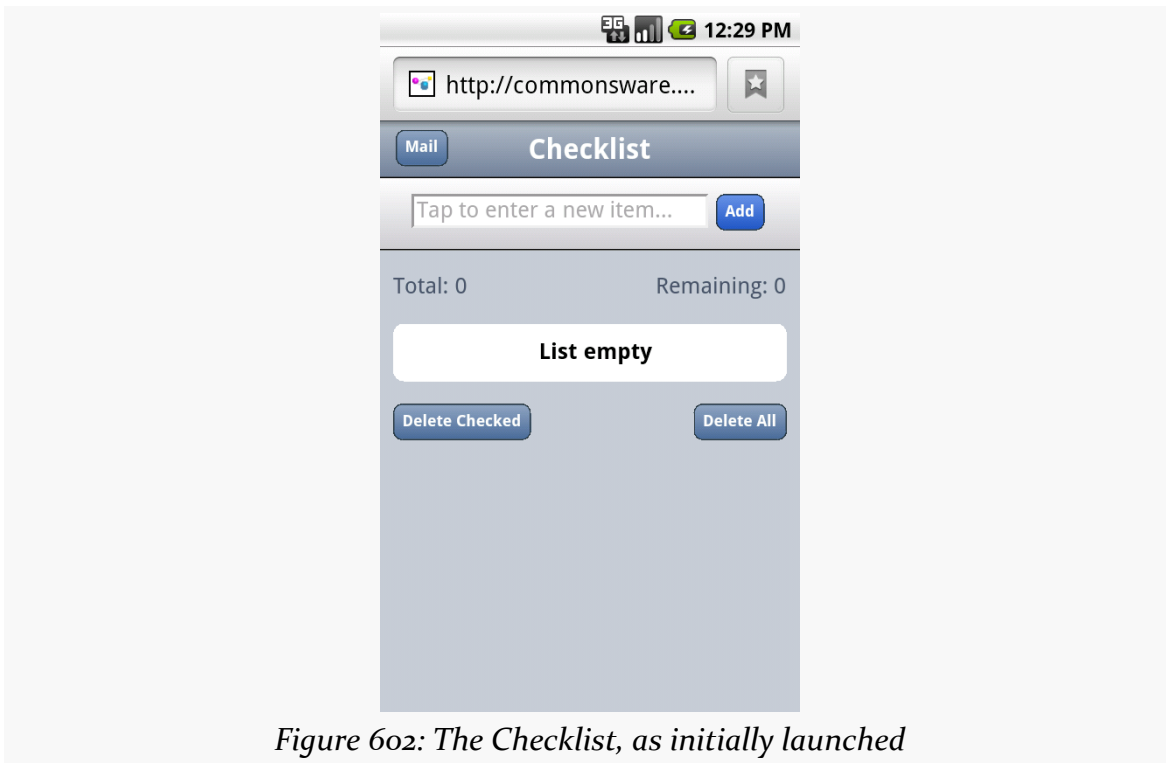 3G 12:29 PM
http://commonsware....
Mail Checklist
Tap to enter a new item... Add
Total: 0 Remaining: 0
List empty
Delete Checked Delete All
Figure 602: The Checklist, as initially launched